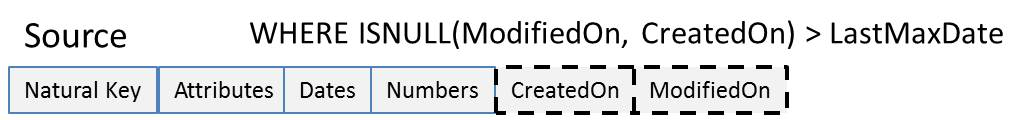 Source WHERE ISNULL(ModifiedOn, CreatedOn) > LastMaxDate
Natural Key Attributes Dates Numbers CreatedOn ModifiedOn